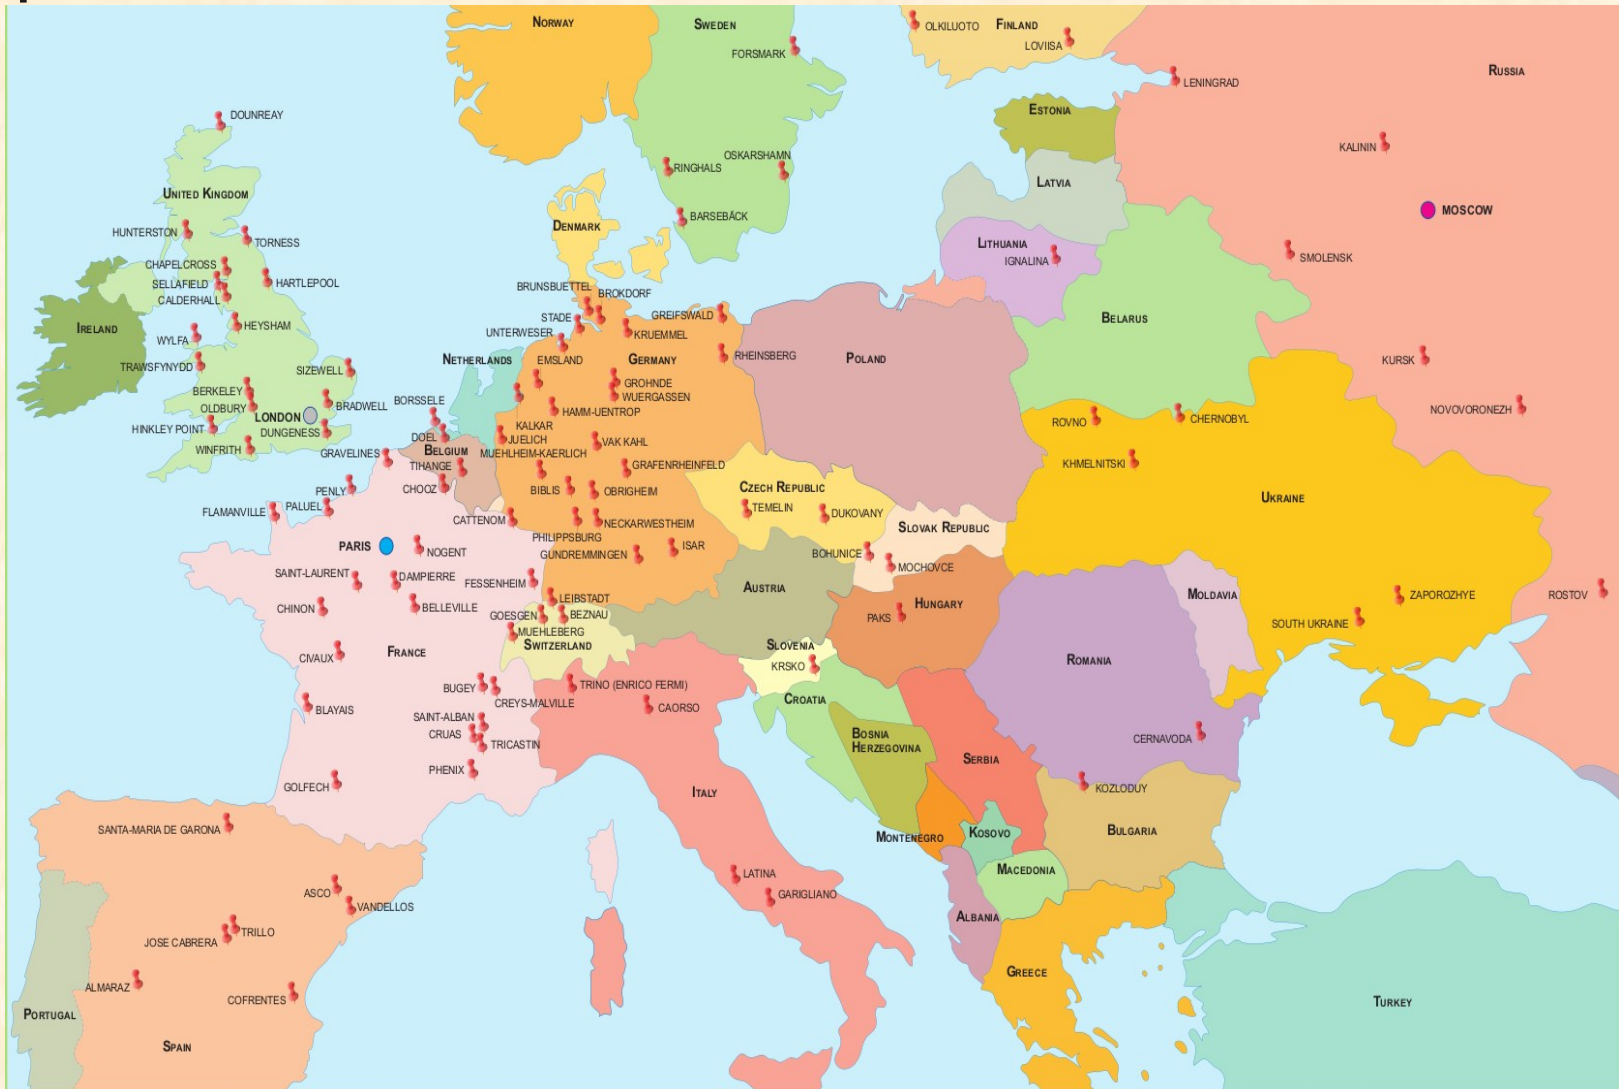 NORWAY
SWEDEN
FINLAND
OLKILUOTO
LOVIISA
FORSMARK
RUSSIA
LENINGRAD
ESTONIA
DOUNREAY
KALININ
OSKARSHAMN
RINGHALS
LATVIA
UNITED KINGDOM
MOSCOW
BARSEBÄCK
DENMARK
HUNTERSTON
TORNESS
LITHUANIA
IGNALINA
SMOLENSK
CHAPELCROSS
SELLAFIELD
HARTLEPOOL
CALDERHALL
BRUNSBUETTEL
BROKDORF
IRELAND
HEYSHAM
STADE
GREIFSWALD
BELARUS
UNTERWESER
KRUEMMEL
WYLFA
NETHERLANDS
EMSLAND
GERMANY
RHEINSBERG
POLAND
KURSK
TRAWSFYNYDD
SIZEWELL
GROHNDE
BERKELEY
WUERGASSEN
BORSSELE
OLDBURY
BRADWELL
HAMM-UENTROP
NOVOVORONEZH
LONDON
ROVNO
CHERNOBYL
HINKLEY POINT
DUNGENESS
KALKAR
DOEL
JUELICH
VAK KAHL
WINFRITH
GRAVELINES
BELGIUM
MUEHLHEIM-KAERLICH
TIHANGE
GRAFENRHEINFELD
KHMELNITSKI
CHOOZ
BIBLIS
OBRIGHEIM
CZECH REPUBLIC
PENLY
UKRAINE
PALUEL
FLAMANVILLE
TEMELIN
DUKOVANY
CATTENOM
NECKARWESTHEIM
SLOVAK REPUBLIC
PHILIPPSBURG
PARIS
NOGENT
GUNDREMMINGEN
ISAR
BOHUNICE
MOCHOVCE
SAINT-LAURENT
DAMPIERRE
FESSENHEIM
AUSTRIA
MOLDAVIA
ZAPOROZHYE
ROSTOV
LEIBSTADT
CHINON
BELLEVILLE
GOESGEN
BEZNAU
HUNGARY
PAKS
SOUTH UKRAINE
MUEHLEBERG
SWITZERLAND
SLOVENIA
FRANCE
CIVAUX
KRSKO
ROMANIA
BUGEY
TRINO (ENRICO FERMI)
CREYS-MALVILLE
CROATIA
BLAYAIS
CAORSO
SAINT-ALBAN
CRUAS
BOSNIA
HERZEGOVINA
TRICASTIN
CERNAVODA
SERBIA
PHENIX
GOLFECH
ITALY
KOZLODUY
SANTA-MARIA DE GARONA
MONTENEGRO
KOSOVO
BULGARIA
MACEDONIA
LATINA
ASCO
GARIGLIANO
VANDELLOS
ALBANIA
TRILLO
JOSE CABRERA
GREECE
ALMARAZ
COFRENTES
TURKEY
PORTUGAL
SPAIN